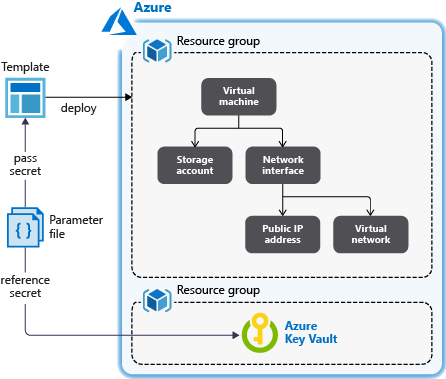 Azure
Resource group
Template
deploy
Virtual
machine
Storage
account
Network
interface
pass
secret
Public IP
address
Virtual
network
Parameter
file
reference
secret
Resource group
Azure
Key Vault